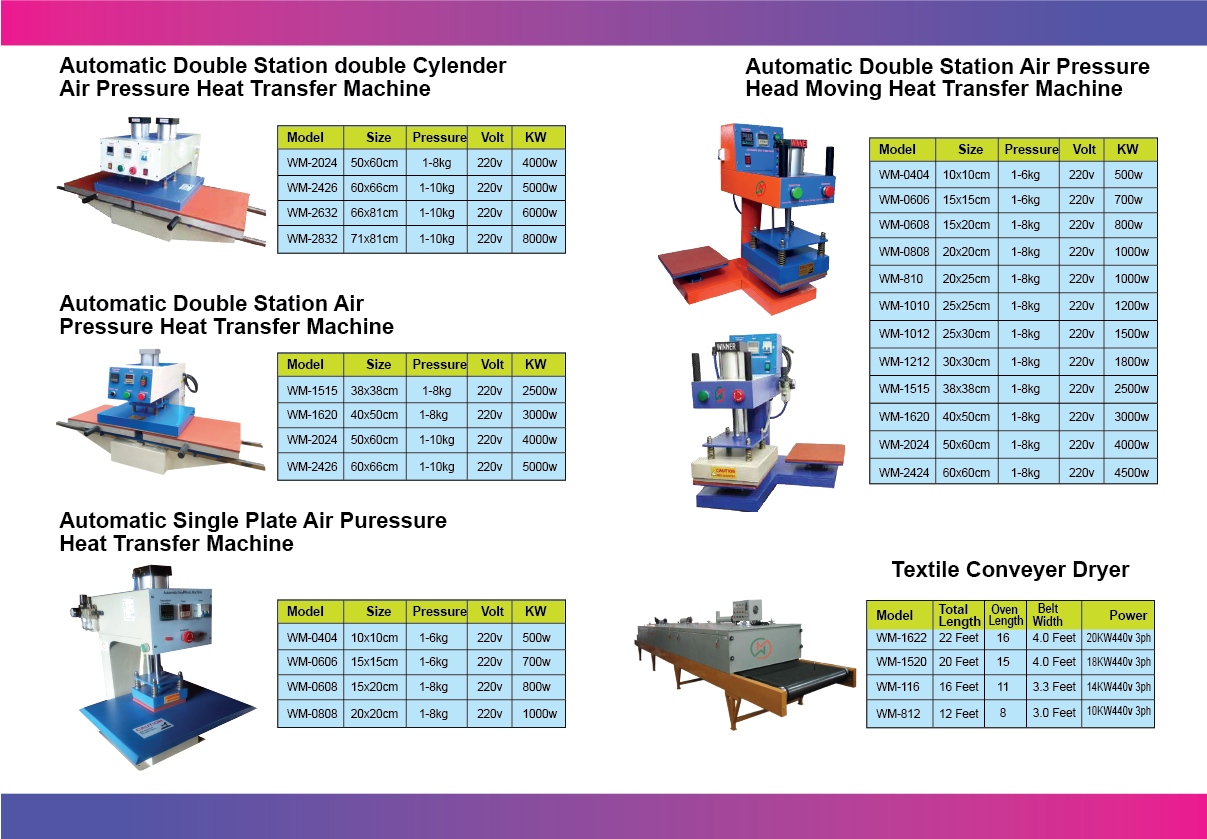 Automatic Double Station double Cylender
Air Pressure Heat Transfer Machine
Model Size Pressure Volt KW
WM-2024 50x60cm 1-8kg 220v 4000w
WM-2426 60x66cm 1-10kg 220v 5000w
WM-2632 66x81cm 1-10kg 220v 6000w
WM-2832 71x81cm 1-10kg 220v 8000w
Automatic Double Station Air
Pressure Heat Transfer Machine
Model Size Pressure Volt KW
WM-1515 38x38cm 1-8kg 220v 2500w
WM-1620 40x50cm 1-8kg 220v 3000w
WM-2024 50x60cm 1-10kg 220v 4000w
WM-2426 60x66cm 1-10kg 220v 5000w
Automatic Single Plate Air Puressure
Heat Transfer Machine
Model Size Pressure Volt KW
WM-0404 10x10cm 1-6kg 220v 500w
WM-0606 15x15cm 1-6kg 220v 700w
WM-0608 15x20cm 1-8kg 220v 800w
WM-0808 20x20cm 1-8kg 220v 1000w
Automatic Double Station Air Pressure
Head Moving Heat Transfer Machine
WINNER
CAUTION
Model Size Pressure Volt KW
WM-0404 10x10cm 1-6kg 220v 500w
WM-0606 15x15cm 1-6kg 220v 700w
WM-0608 15x20cm 1-8kg 220v 800w
WM-0808 20x20cm 1-8kg 220v 1000w
WM-810 20x25cm 1-8kg 220v 1000w
WM-1010 25x25cm 1-8kg 220v 1200w
WM-1012 25x30cm 1-8kg 220v 1500w
WM-1212 30x30cm 1-8kg 220v 1800w
WM-1515 38x38cm 1-8kg 220v 2500w
WM-1620 40x50cm 1-8kg 220v 3000w
WM-2024 50x60cm 1-8kg 220v 4000w
WM-2424 60x60cm 1-8kg 220v 4500w
Textile Conveyer Dryer
Model Total Length Oven Length Belt Width Power
WM-1622 22 Feet 16 4.0 Feet 20KW440v 3ph
WM-1520 20 Feet 15 4.0 Feet 18KW440v 3ph
WM-116 16 Feet 11 3.3 Feet 14KW440v 3ph
WM-812 12 Feet 8 3.0 Feet 10KW440v 3ph